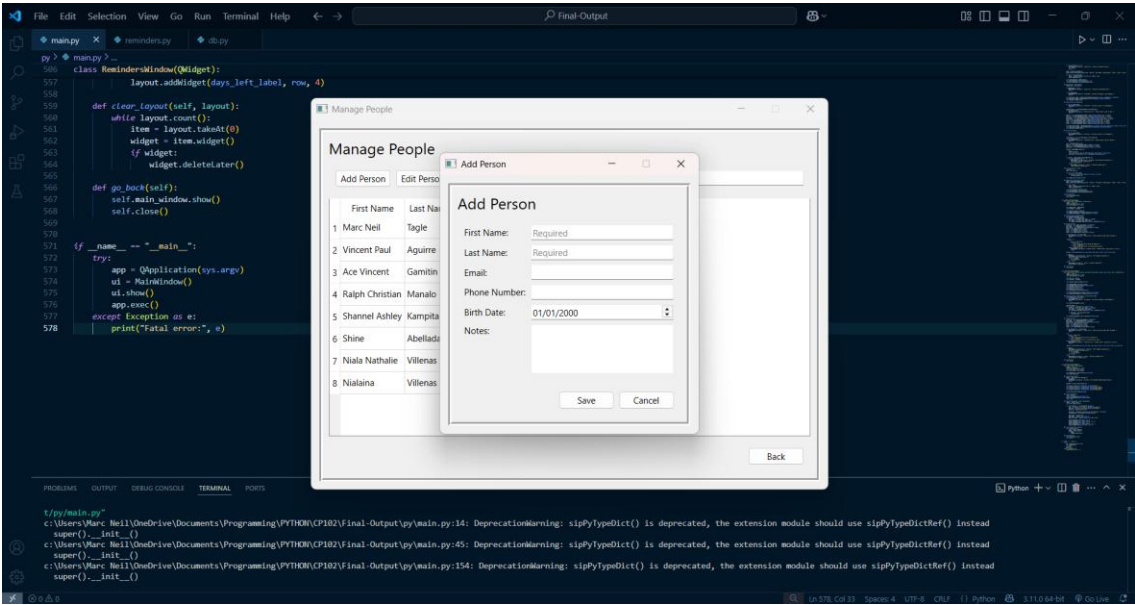 File Edit Selection View Go Run Terminal Help Final-Output
main.py reminders.py db.py
py > main.py > ...
506 class RemindersWindow(QWidget):
557 layout.addWidget(days_left_label, row, 4)
558
559 def clear_layout(self, layout):
560 while layout.count():
561 item = layout.takeAt(0)
562 widget = item.widget()
563 if widget:
564 widget.deleteLater()
565
566 def go_back(self):
567 self.main_window.show()
568 self.close()
569
570
571 if __name__ == "__main__":
572 try:
573 app = QApplication(sys.argv)
574 ui = MainWindow()
575 ui.show()
576 app.exec()
577 except Exception as e:
578 print("Fatal error:", e)
Manage People
Manage People
Add Person Edit Perso
First Name Last Na
1 Marc Neil Tagle
2 Vincent Paul Aguirre
3 Ace Vincent Gamitin
4 Ralph Christian Manalo
5 Shannel Ashley Kampita
6 Shine Abellada
7 Niala Nathalie Villenas
8 Nialaina Villenas
Back
Add Person
Add Person
First Name: Required
Last Name: Required
Email:
Phone Number:
Birth Date: 01/01/2000
Notes:
Save Cancel
PROBLEMS OUTPUT DEBUG CONSOLE TERMINAL PORTS Python
t/py/main.py"
c:\Users\Marc Neil\OneDrive\Documents\Programming\PYTHON\CP102\Final-Output\py\main.py:14: DeprecationWarning: sipPyTypeDict() is deprecated, the extension module should use sipPyTypeDictRef() instead
super().__init__()
c:\Users\Marc Neil\OneDrive\Documents\Programming\PYTHON\CP102\Final-Output\py\main.py:45: DeprecationWarning: sipPyTypeDict() is deprecated, the extension module should use sipPyTypeDictRef() instead
super().__init__()
c:\Users\Marc Neil\OneDrive\Documents\Programming\PYTHON\CP102\Final-Output\py\main.py:154: DeprecationWarning: sipPyTypeDict() is deprecated, the extension module should use sipPyTypeDictRef() instead
super().__init__()
0 0 Ln 578, Col 33 Spaces: 4 UTF-8 CRLF Python 3.11.0 64-bit Go Live